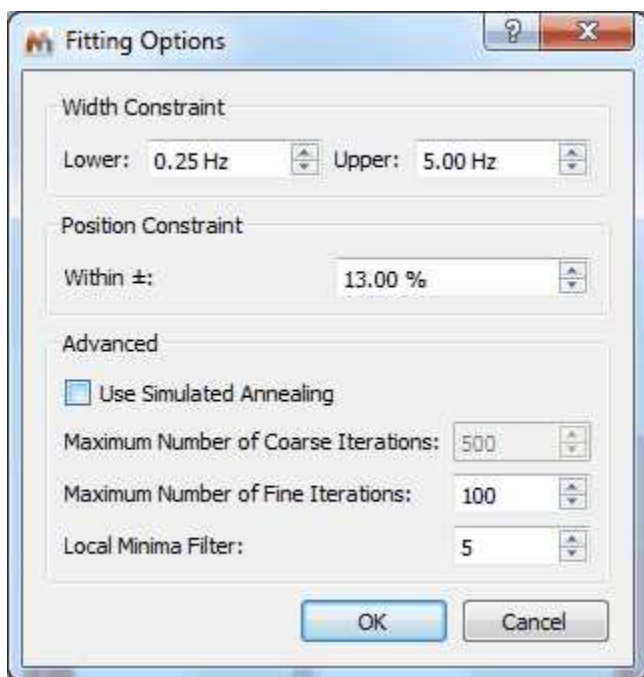 Fitting Options
Width Constraint
Lower: 0.25 Hz Upper: 5.00 Hz
Position Constraint
Within ±: 13.00 %
Advanced
Use Simulated Annealing
Maximum Number of Coarse Iterations: 500
Maximum Number of Fine Iterations: 100
Local Minima Filter: 5
OK Cancel